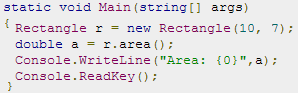 static void Main(string[] args)
{
Rectangle r = new Rectangle(10, 7);
double a = r.area();
Console.WriteLine("Area: {0}",a);
Console.ReadKey();
}